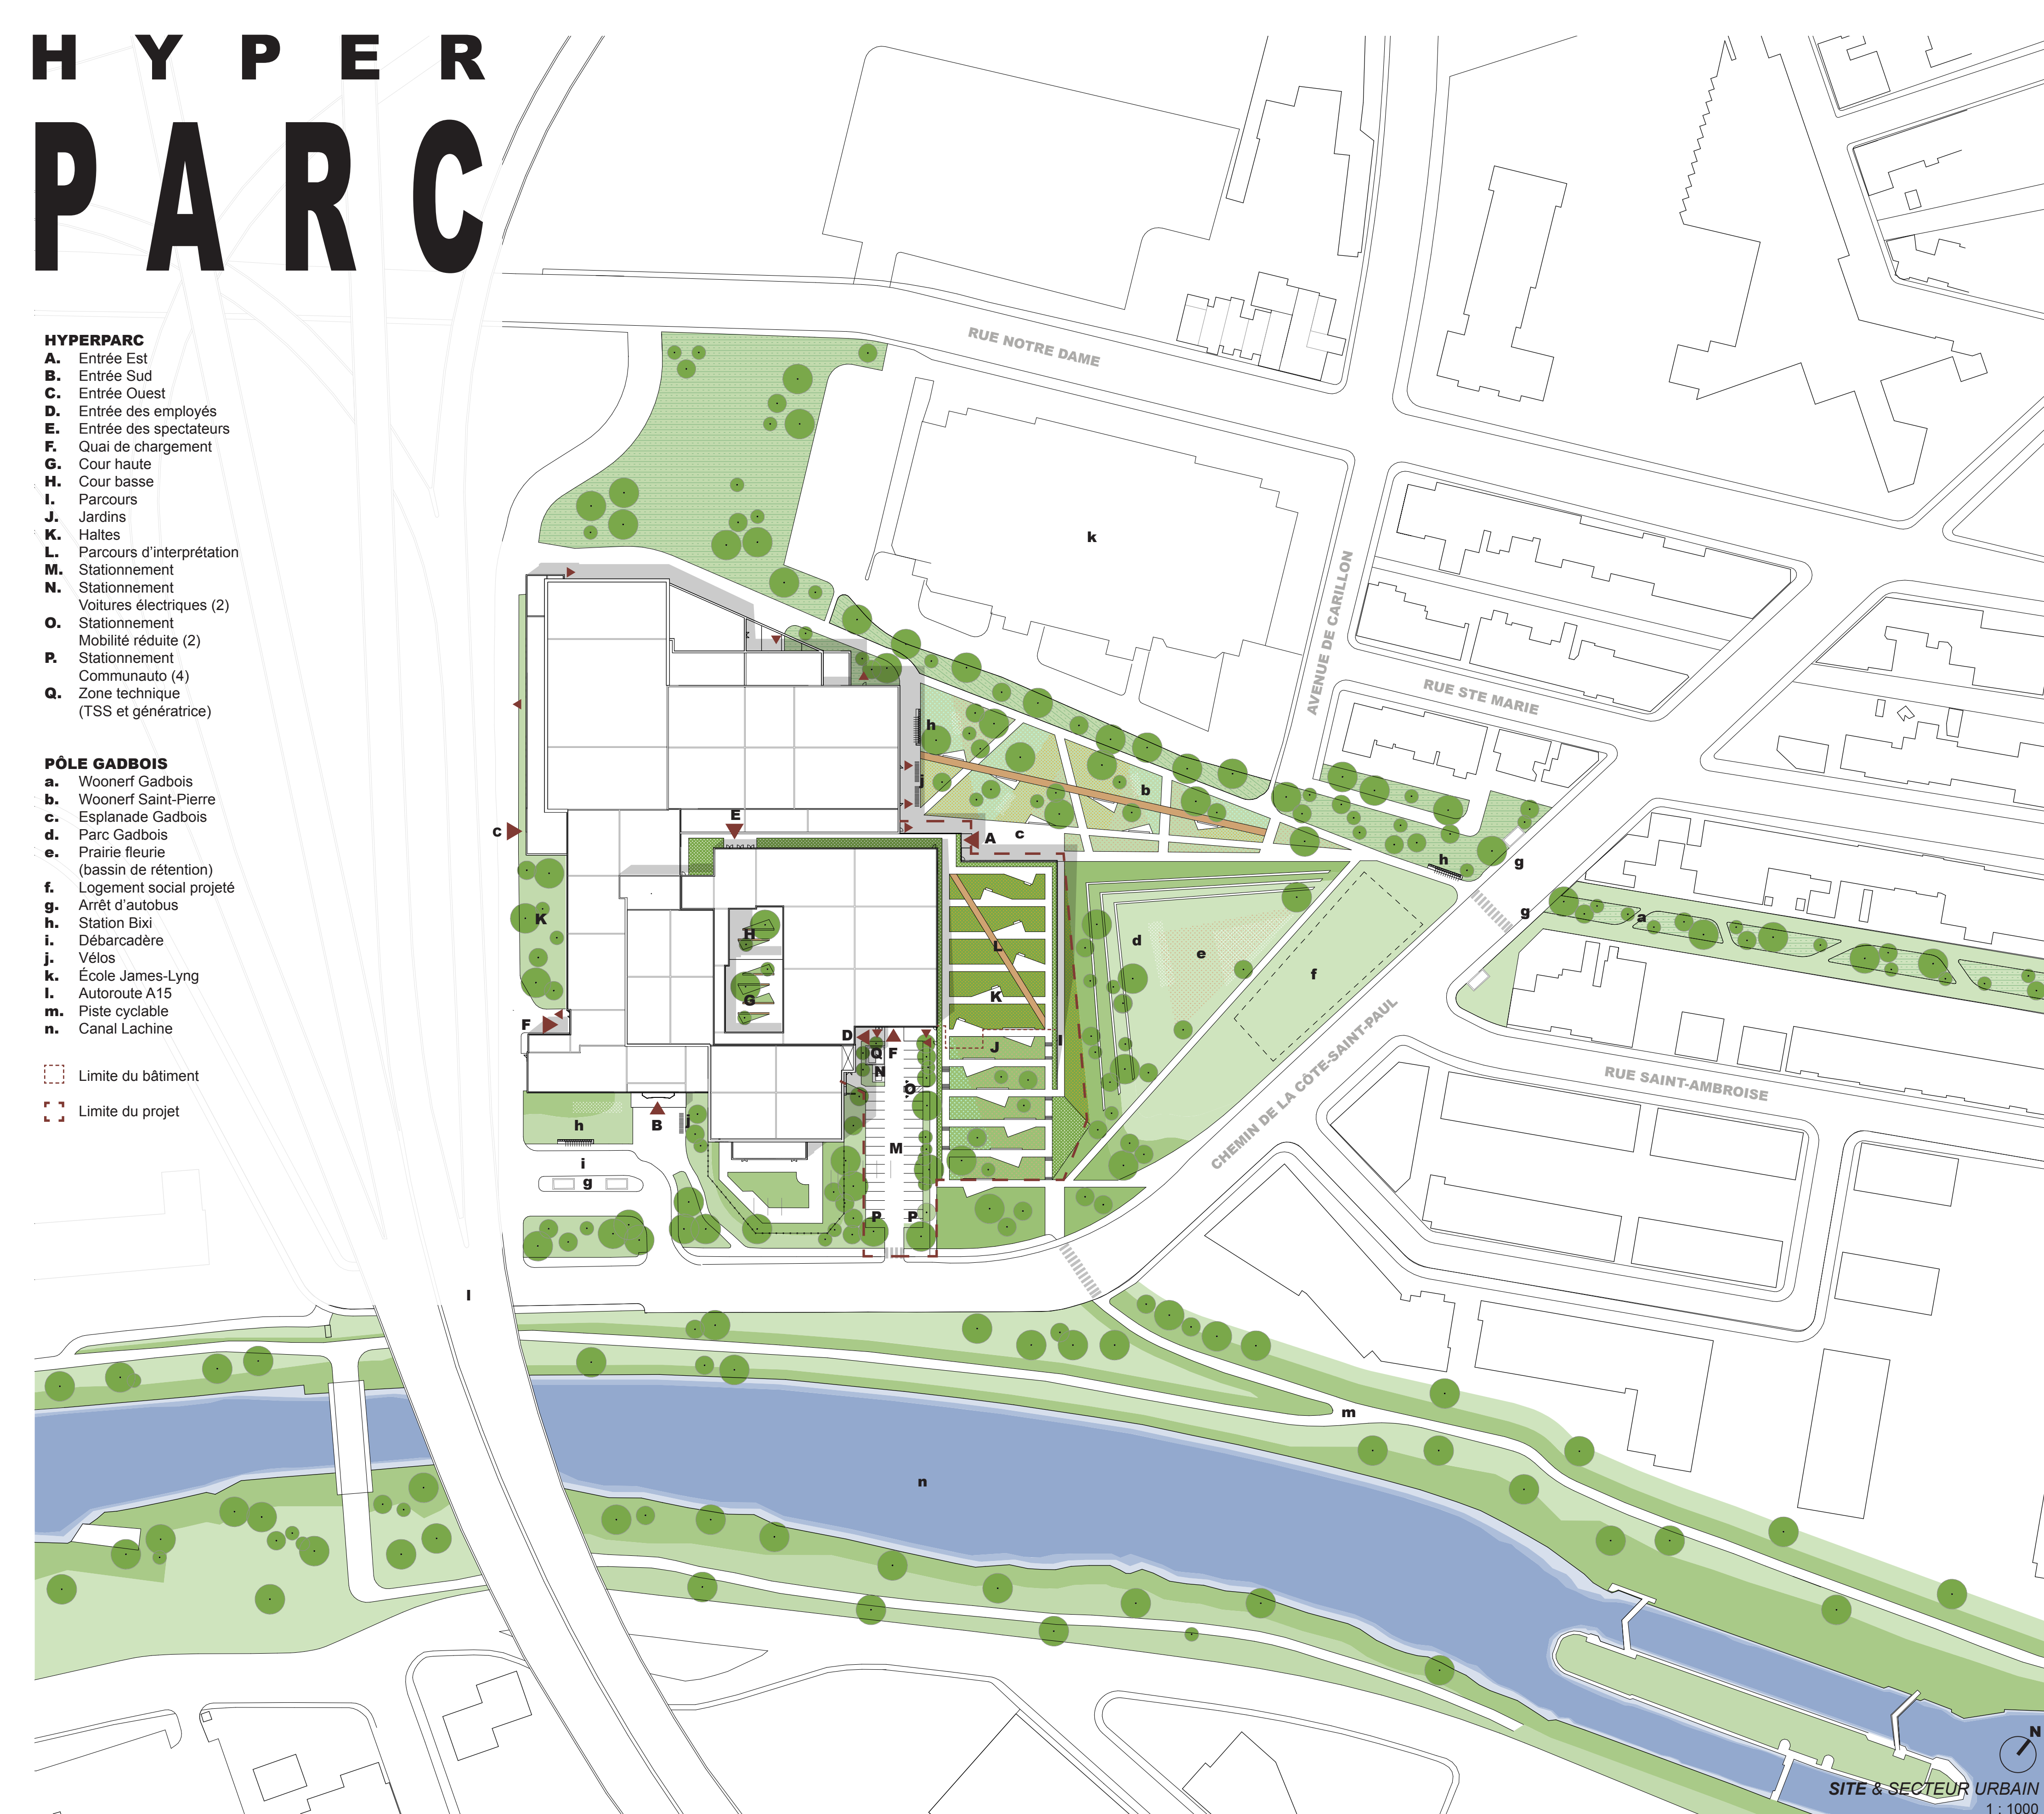 HYPER
PARC
HYPERPARC
A. Entrée Est
B. Entrée Sud
C. Entrée Ouest
D. Entrée des employés
E. Entrée des spectateurs
F. Quai de chargement
G. Cour haute
H. Cour basse
I. Parcours
J. Jardins
K. Haltes
L. Parcours d'interprétation
M. Stationnement
N. Stationnement
Voitures électriques (2)
O. Stationnement
Mobilité réduite (2)
P. Stationnement
Communauto (4)
Q. Zone technique
(TSS et génératrice)
PÔLE GADBOIS
a. Woonerf Gadbois
b. Woonerf Saint-Pierre
c. Esplanade Gadbois
d. Parc Gadbois
e. Prairie fleurie
(bassin de rétention)
f. Logement social projeté
g. Arrêt d'autobus
h. Station Bixi
i. Débarcadère
j. Vélos
k. École James-Lyng
l. Autoroute A15
m. Piste cyclable
n. Canal Lachine
Limite du bâtiment
Limite du projet
RUE NOTRE DAME
k
AVENUE DE CARILLON
RUE STE MARIE
h
j
b
E
C
A
c
h
g
g
a
K
H
L
d
e
f
G
K
F
D
Q
F
J
I
N
O
CHEMIN DE LA CÔTE-SAINT-PAUL
RUE SAINT-AMBROISE
h
B
j
M
i
g
P
P
l
m
n
N
SITE & SECTEUR URBAIN
1 : 1000